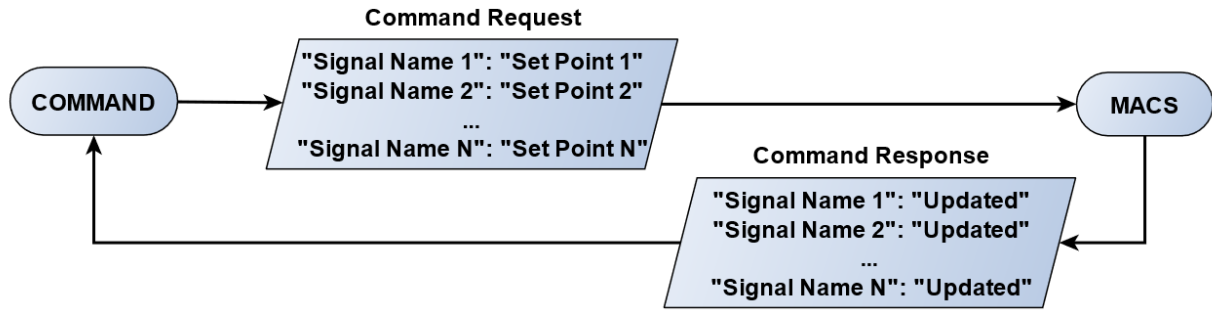 Command Request
"Signal Name 1": "Set Point 1"
"Signal Name 2": "Set Point 2"
...
"Signal Name N": "Set Point N"
COMMAND
MACS
Command Response
"Signal Name 1": "Updated"
"Signal Name 2": "Updated"
...
"Signal Name N": "Updated"